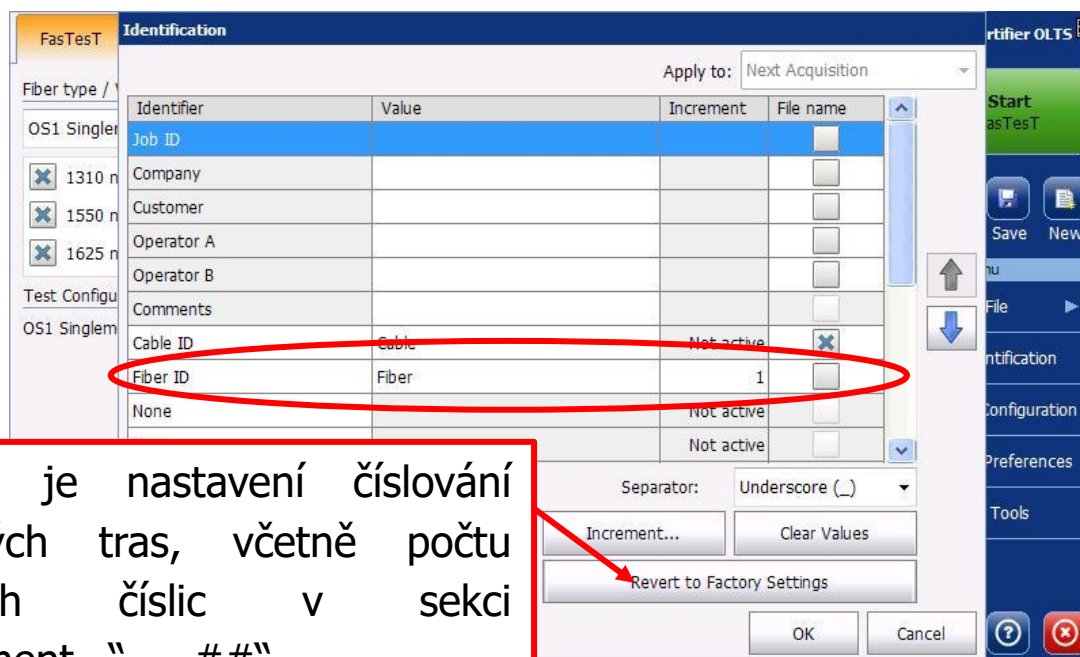 FasTesT
Identification
rtifier OLTS
Apply to: Next Acquisition
Fiber type /
Identifier Value Increment File name
Start
asTesT
OS1 Singlem
Job ID
1310 n
Company
1550 n
Customer
Save New
1625 n
Operator A
Operator B
nu
Test Configu
Comments
File
OS1 Singlem
Cable ID Cable Not active
ntification
Fiber ID Fiber 1
None Not active
Configuration
Not active
Preferences
je nastavení číslování
Separator: Underscore (_)
ých tras, včetně počtu
Tools
Increment... Clear Values
h číslic v sekci
Revert to Factory Settings
ment „ ##“
OK Cancel